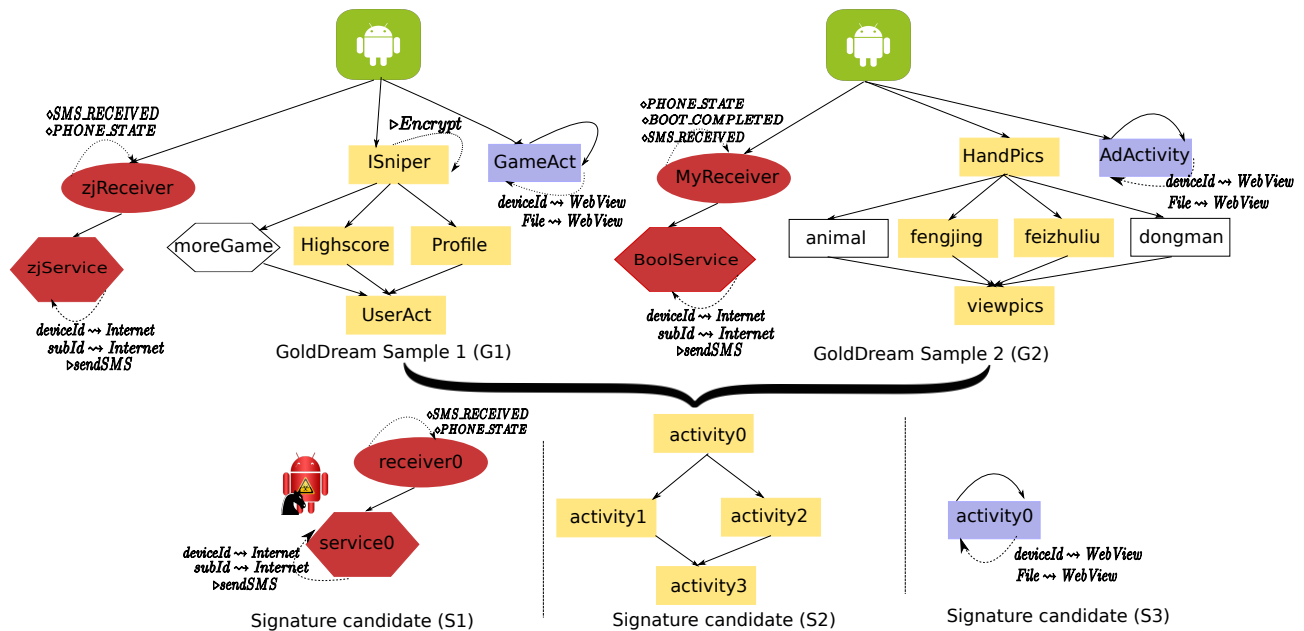 ◇SMS_RECEIVED
◇PHONE_STATE
zjReceiver
zjService
deviceId ⇝ Internet
subId ⇝ Internet
▷sendSMS
▷Encrypt
ISniper
GameAct
deviceId ⇝ WebView
File ⇝ WebView
moreGame
Highscore
Profile
UserAct
GoldDream Sample 1 (G1)
◇PHONE_STATE
◇BOOT_COMPLETED
◇SMS_RECEIVED
MyReceiver
BoolService
deviceId ⇝ Internet
subId ⇝ Internet
▷sendSMS
HandPics
AdActivity
deviceId ⇝ WebView
File ⇝ WebView
animal
fengjing
feizhuliu
dongman
viewpics
GoldDream Sample 2 (G2)
◇SMS_RECEIVED
◇PHONE_STATE
receiver0
service0
deviceId ⇝ Internet
subId ⇝ Internet
▷sendSMS
Signature candidate (S1)
activity0
activity1
activity2
activity3
Signature candidate (S2)
activity0
deviceId ⇝ WebView
File ⇝ WebView
Signature candidate (S3)